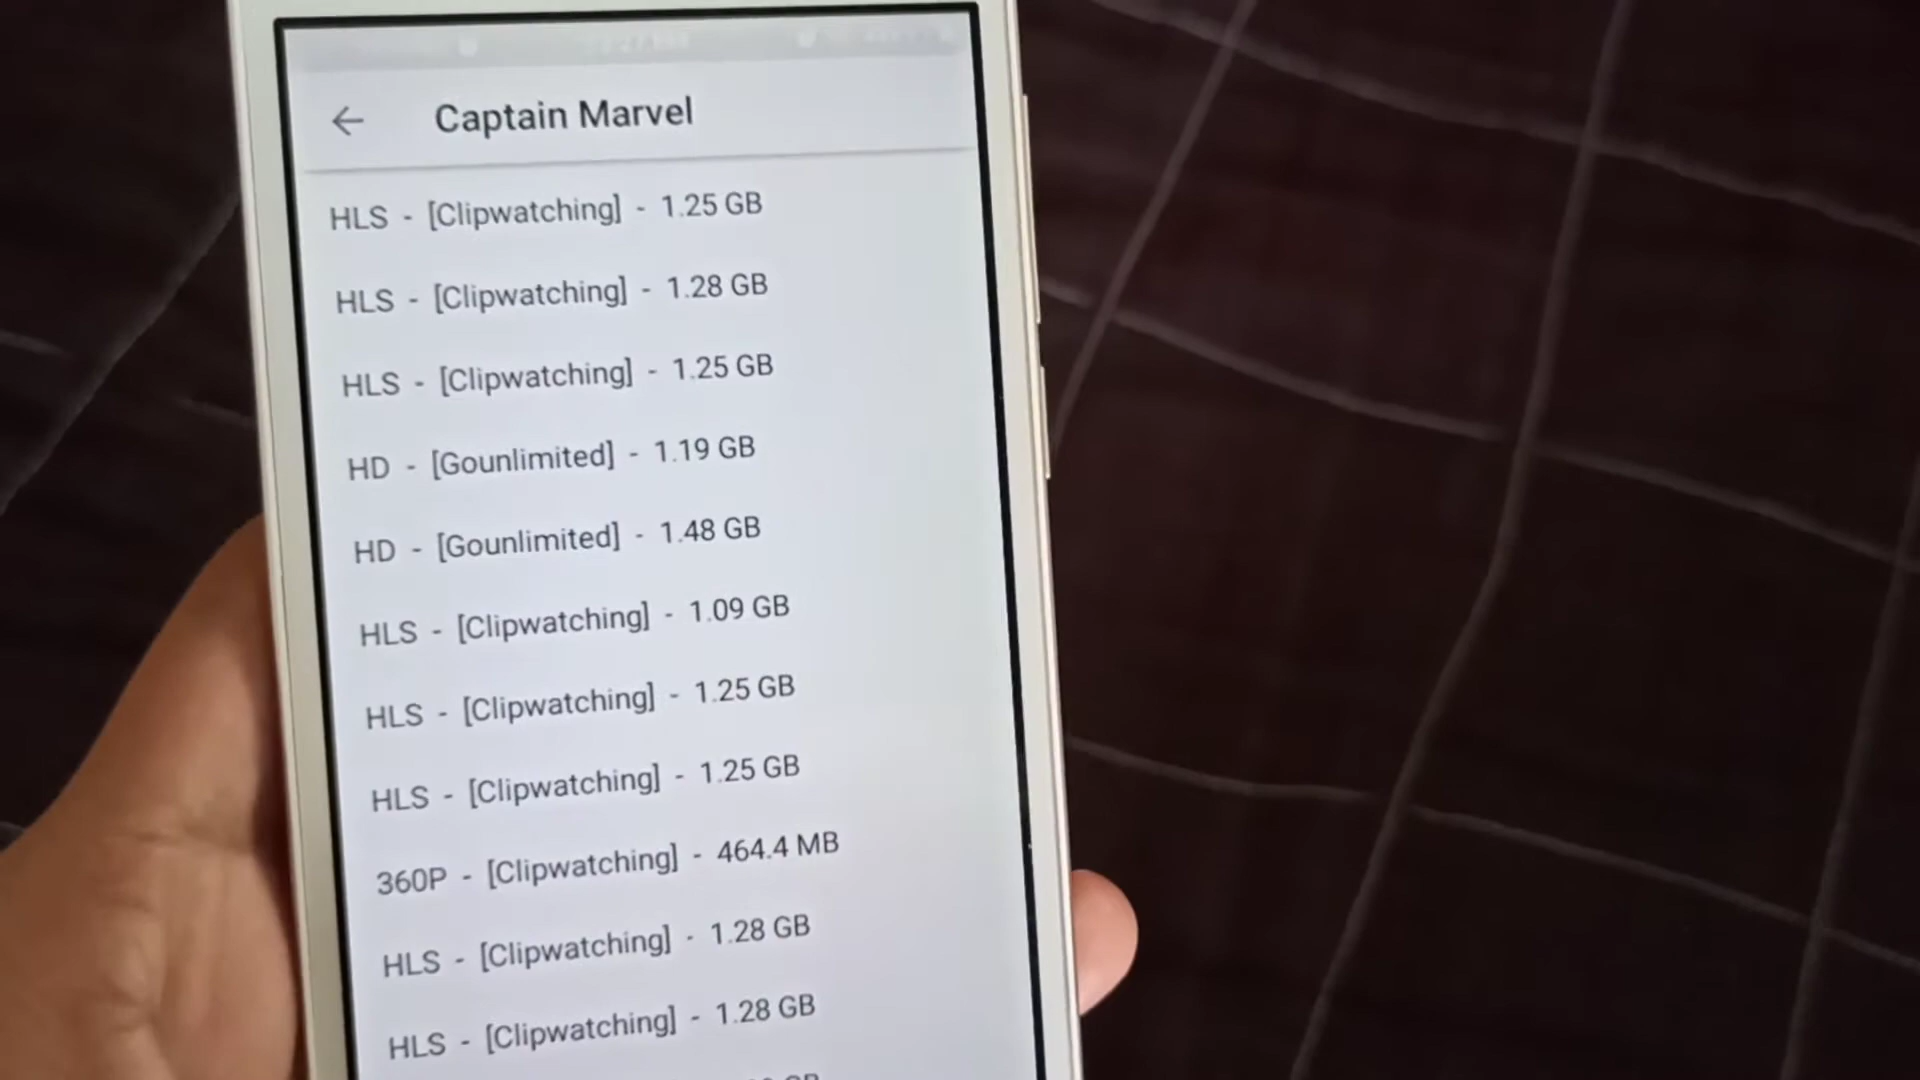 Captain Marvel
HLS - [Clipwatching] - 1.25 GB
HLS - [Clipwatching] - 1.28 GB
HLS - [Clipwatching] - 1.25 GB
HD - [Gounlimited] - 1.19 GB
HD - [Gounlimited] - 1.48 GB
HLS - [Clipwatching] - 1.09 GB
HLS - [Clipwatching] - 1.25 GB
HLS - [Clipwatching] - 1.25 GB
360P - [Clipwatching] - 464.4 MB
HLS - [Clipwatching] - 1.28 GB
HLS - [Clipwatching] - 1.28 GB